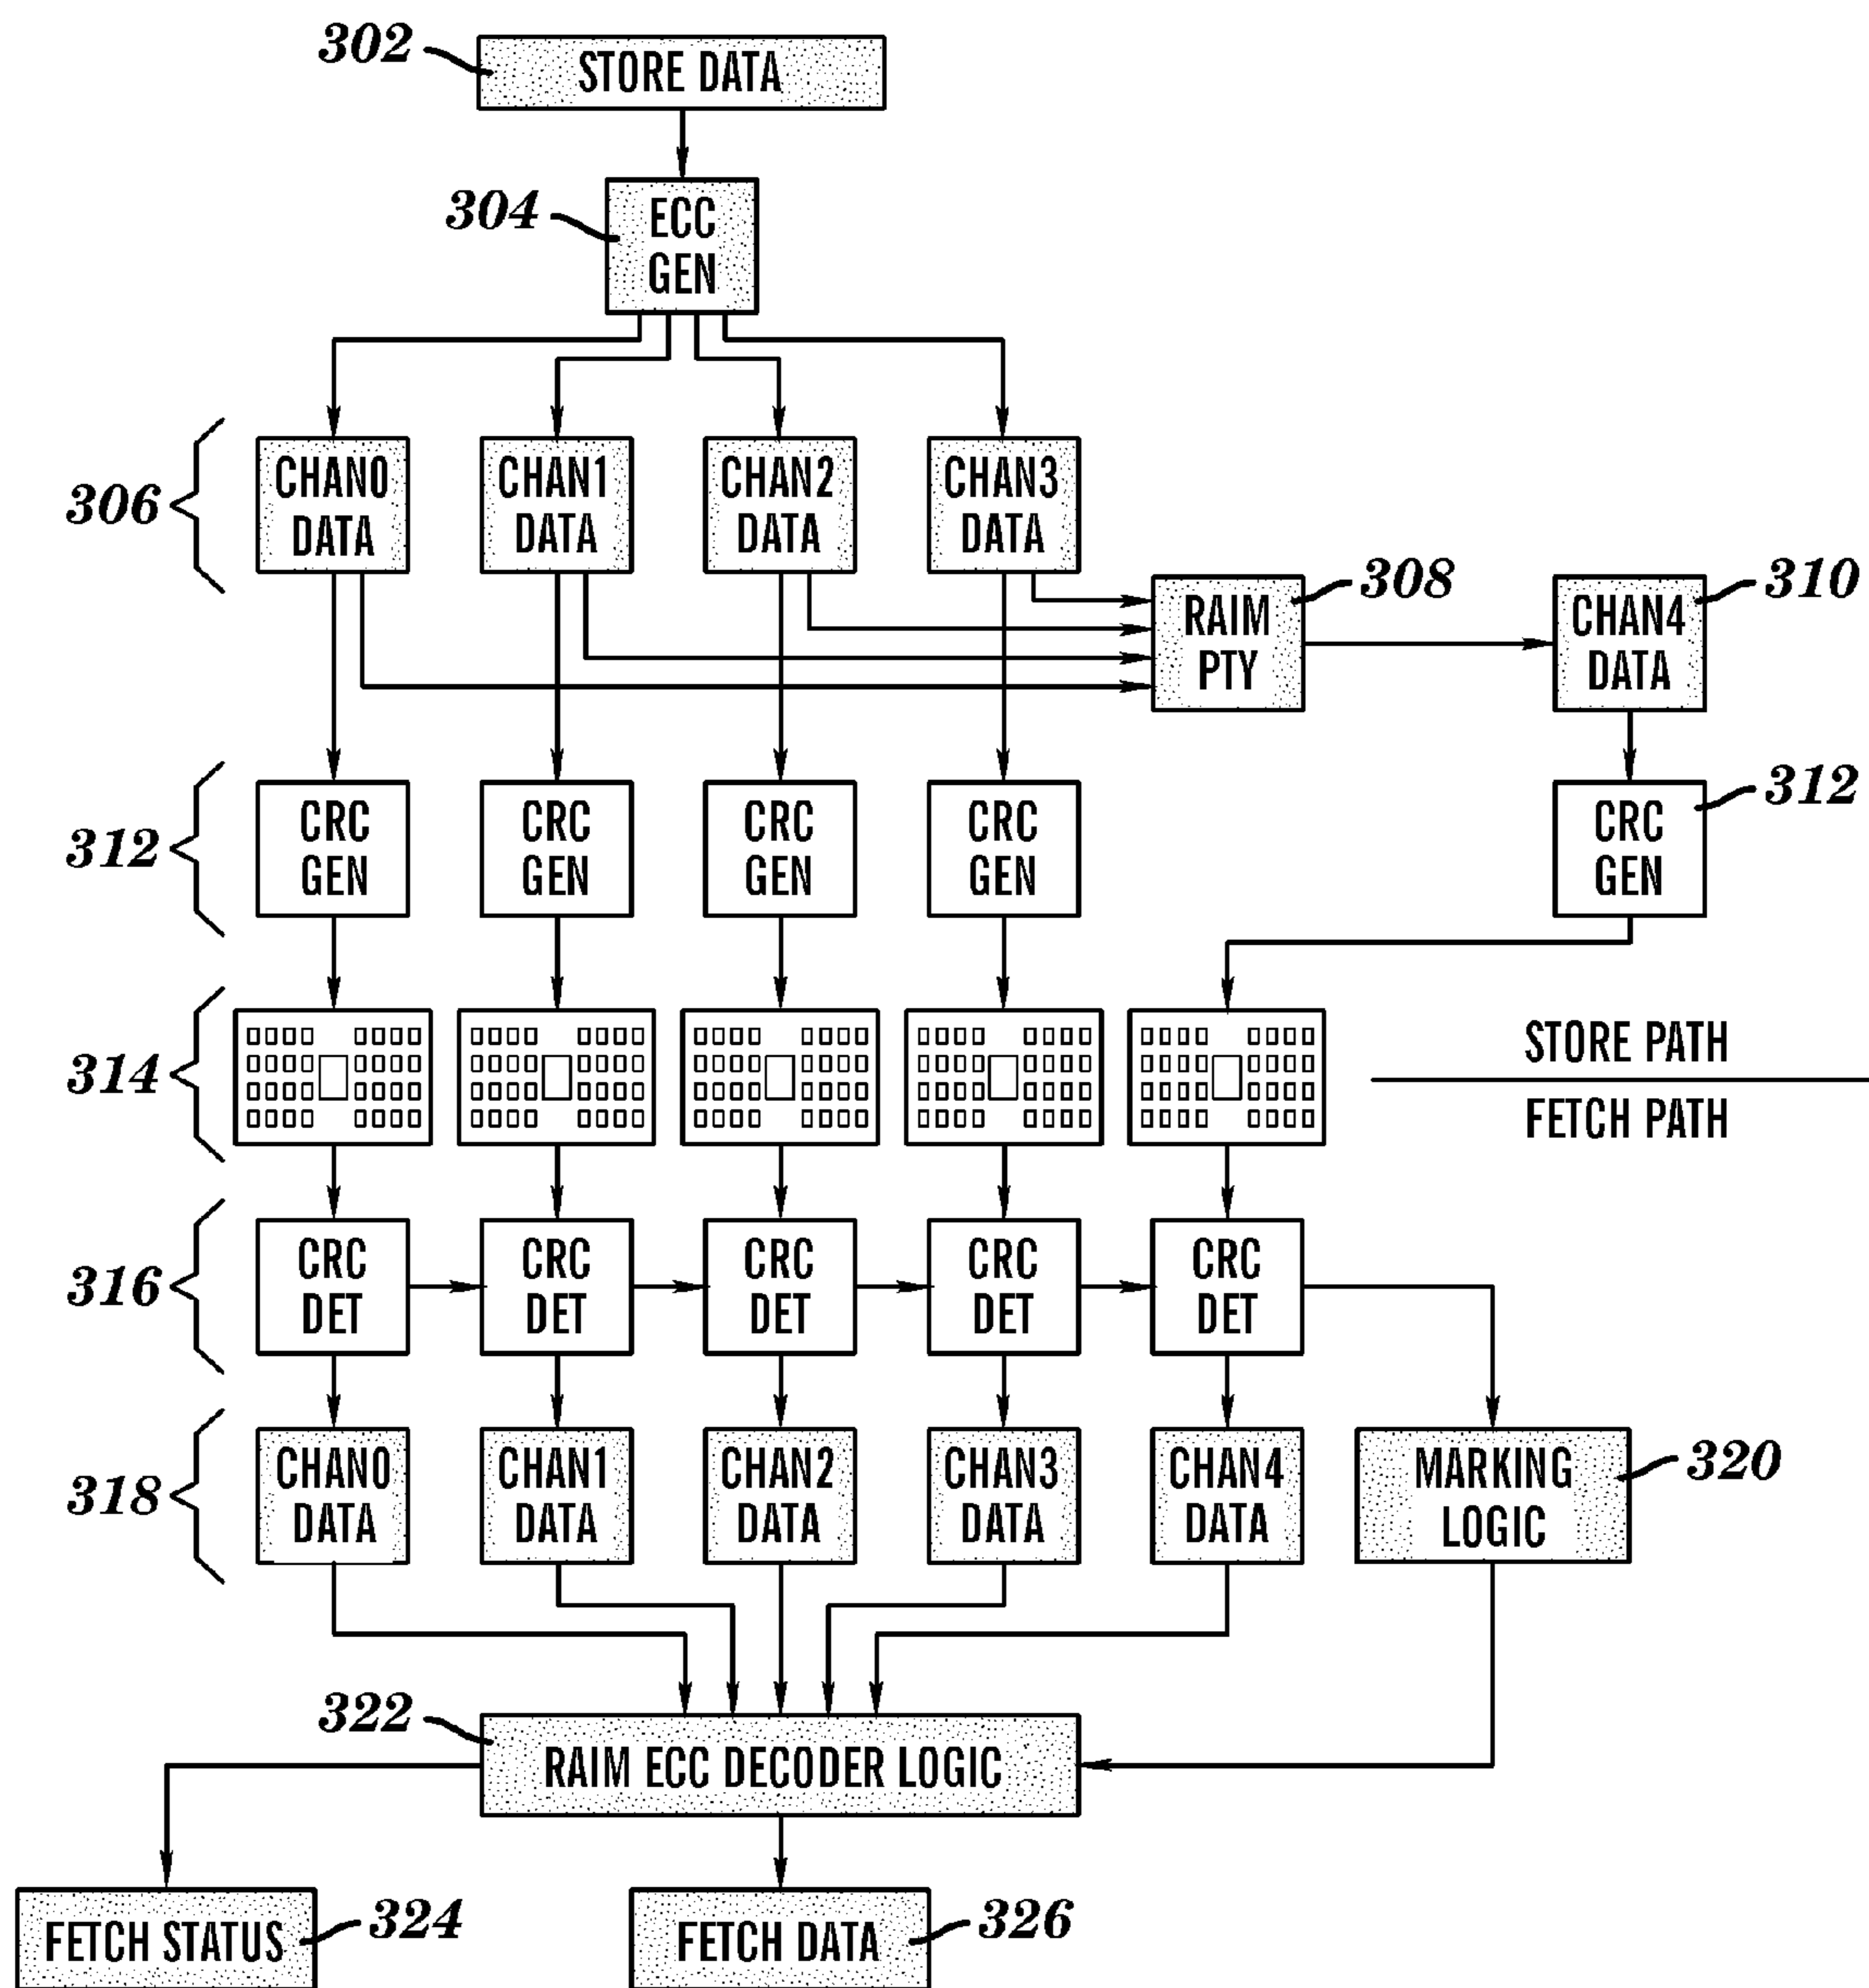 302
STORE DATA
304
ECC
GEN
306
CHAN0
DATA
CHAN1
DATA
CHAN2
DATA
CHAN3
DATA
RAIM
PTY
308
CHAN4
DATA
310
312
CRC
GEN
CRC
GEN
CRC
GEN
CRC
GEN
CRC
GEN
312
314
STORE PATH
FETCH PATH
316
CRC
DET
CRC
DET
CRC
DET
CRC
DET
CRC
DET
318
CHAN0
DATA
CHAN1
DATA
CHAN2
DATA
CHAN3
DATA
CHAN4
DATA
MARKING
LOGIC
320
322
RAIM ECC DECODER LOGIC
FETCH STATUS
324
FETCH DATA
326